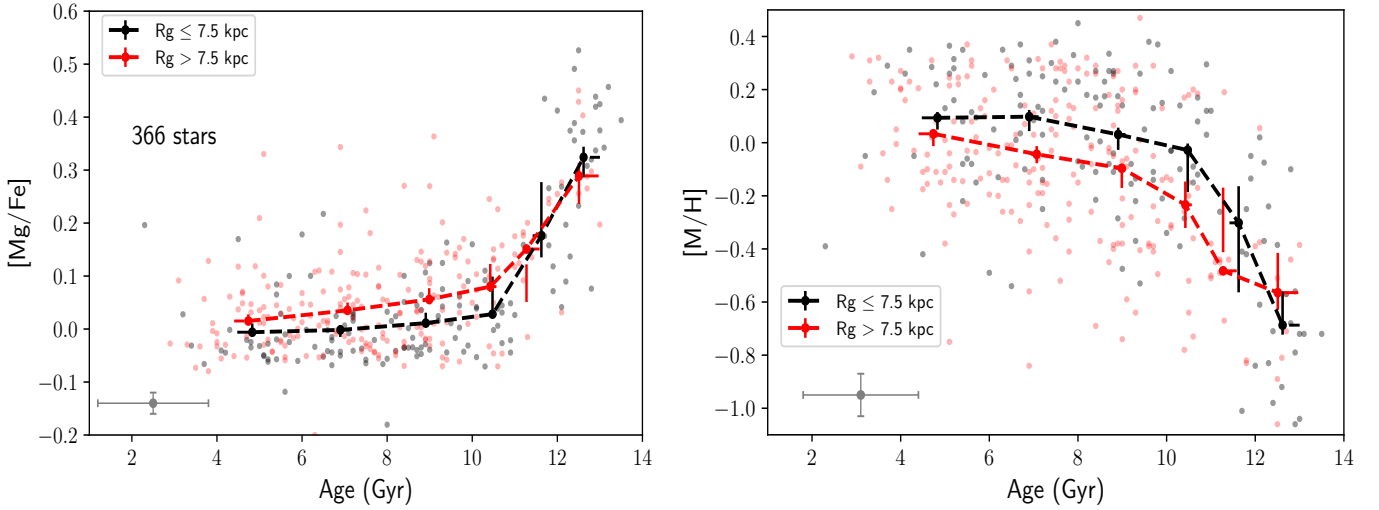 Rg ≤ 7.5 kpc
Rg > 7.5 kpc
366 stars
[Mg/Fe]
0.6
0.5
0.4
0.3
0.2
0.1
0.0
−0.1
−0.2
2 4 6 8 10 12 14
Age (Gyr)
[M/H]
0.4
0.2
0.0
−0.2
−0.4
−0.6
−0.8
−1.0
Rg ≤ 7.5 kpc
Rg > 7.5 kpc
2 4 6 8 10 12 14
Age (Gyr)